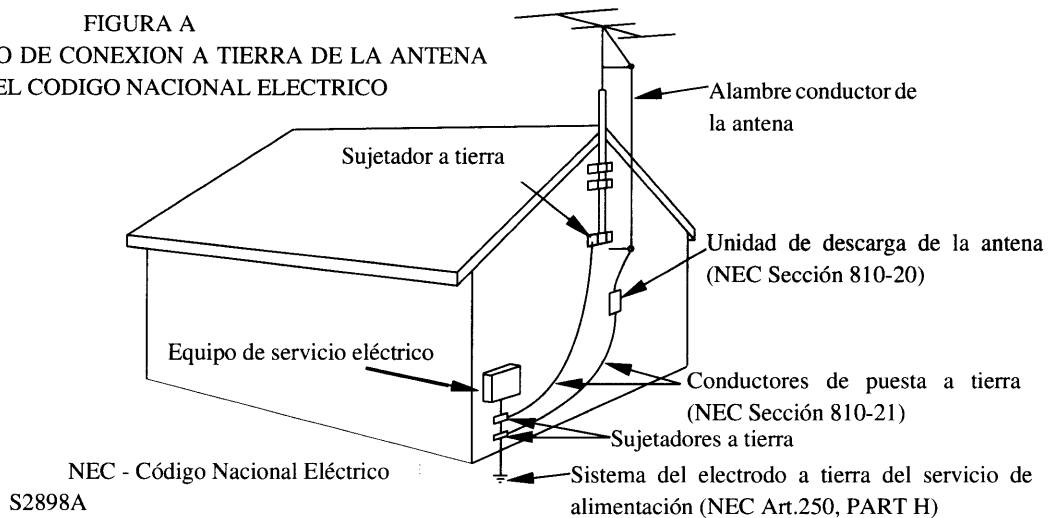 FIGURA A
O DE CONEXION A TIERRA DE LA ANTENA
EL CODIGO NACIONAL ELECTRICO
Alambre conductor de
la antena
Sujetador a tierra
Unidad de descarga de la antena
(NEC Sección 810-20)
Equipo de servicio eléctrico
Conductores de puesta a tierra
(NEC Sección 810-21)
Sujetadores a tierra
NEC - Código Nacional Eléctrico
Sistema del electrodo a tierra del servicio de
alimentación (NEC Art.250, PART H)
S2898A